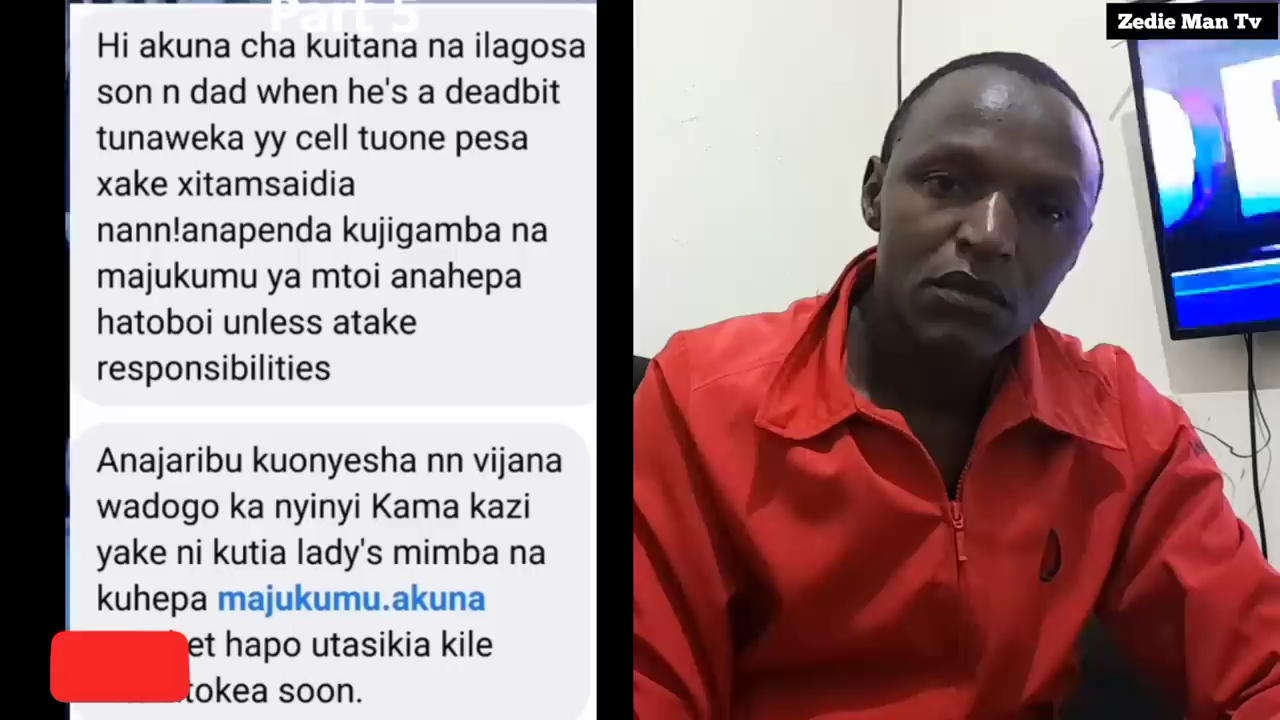 Part 5
Hi akuna cha kuitana na ilagosa
son n dad when he's a deadbit
tunaweka yy cell tuone pesa
xake xitamsaidia
nann!anapenda kujigamba na
majukumu ya mtoi anahepa
hatoboi unless atake
responsibilities
Anajaribu kuonyesha nn vijana
wadogo ka nyinyi Kama kazi
yake ni kutia lady's mimba na
kuhepa majukumu.akuna
hapo utasikia kile
soon.
Zedie Man Tv